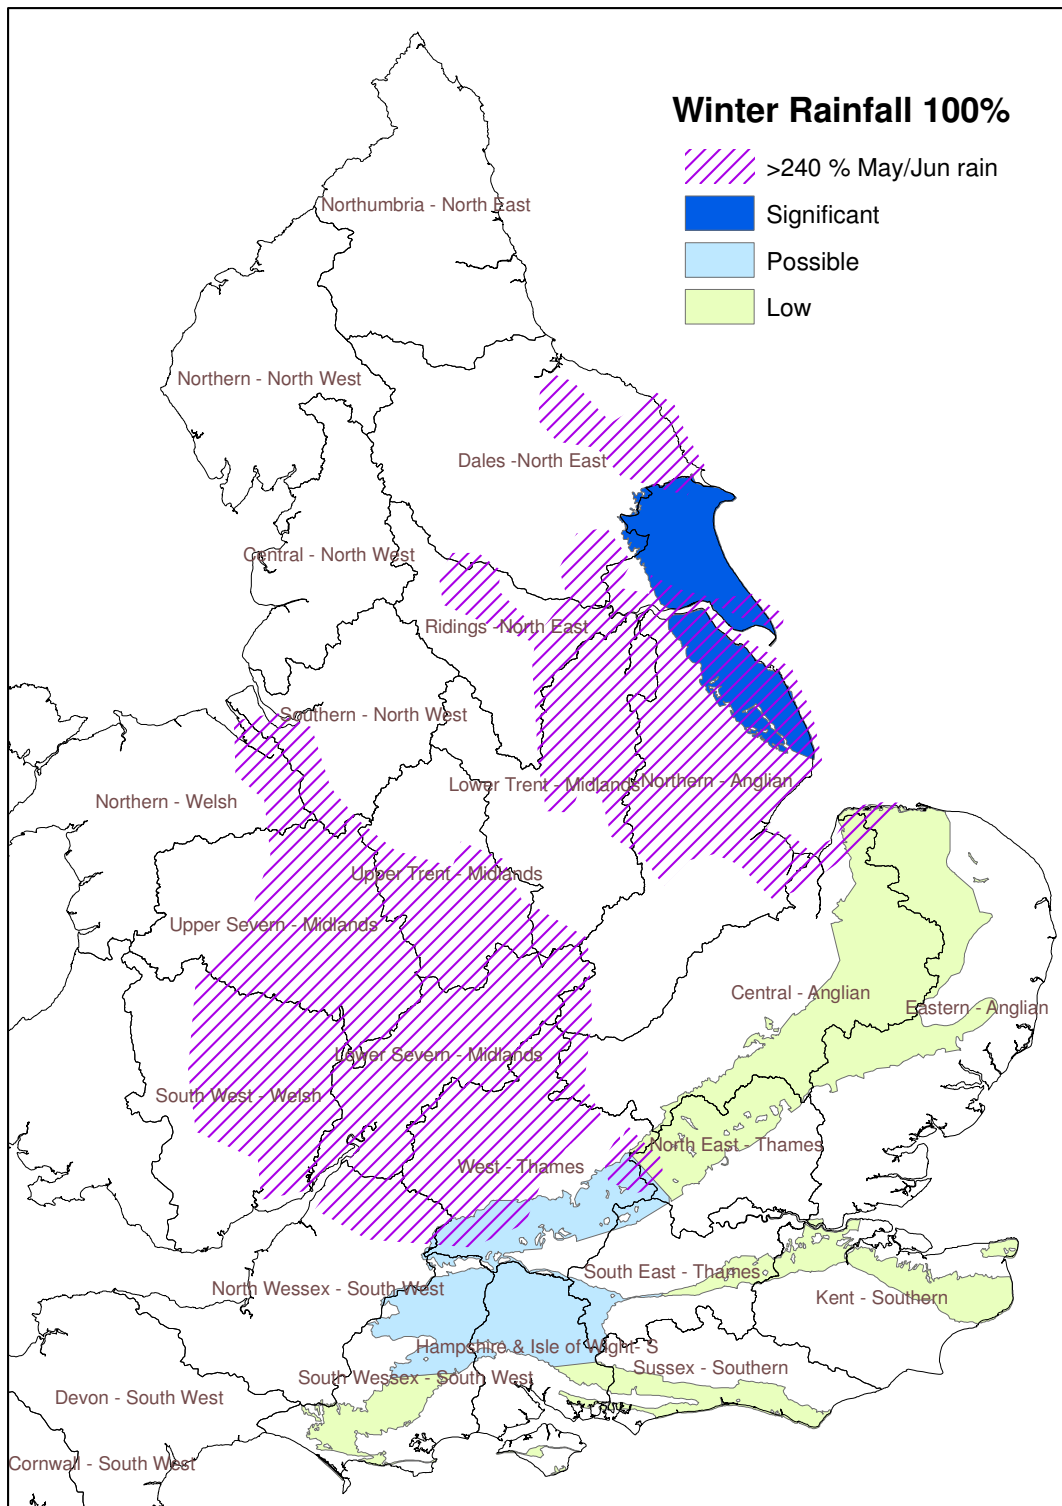 Winter Rainfall 100%
>240 % May/Jun rain
Significant
Possible
Low
Northumbria - North East
Northern - North West
Dales -North East
Central - North West
Ridings -North East
Southern - North West
Lower Trent - Midlands
Northern - Anglian
Northern - Welsh
Upper Trent - Midlands
Upper Severn - Midlands
Central - Anglian
Eastern - Anglian
Lower Severn - Midlands
South West - Welsh
North East - Thames
West - Thames
South East - Thames
North Wessex - South West
Kent - Southern
Hampshire & Isle of Wight- S
Sussex - Southern
South Wessex - South West
Devon - South West
Cornwall - South West